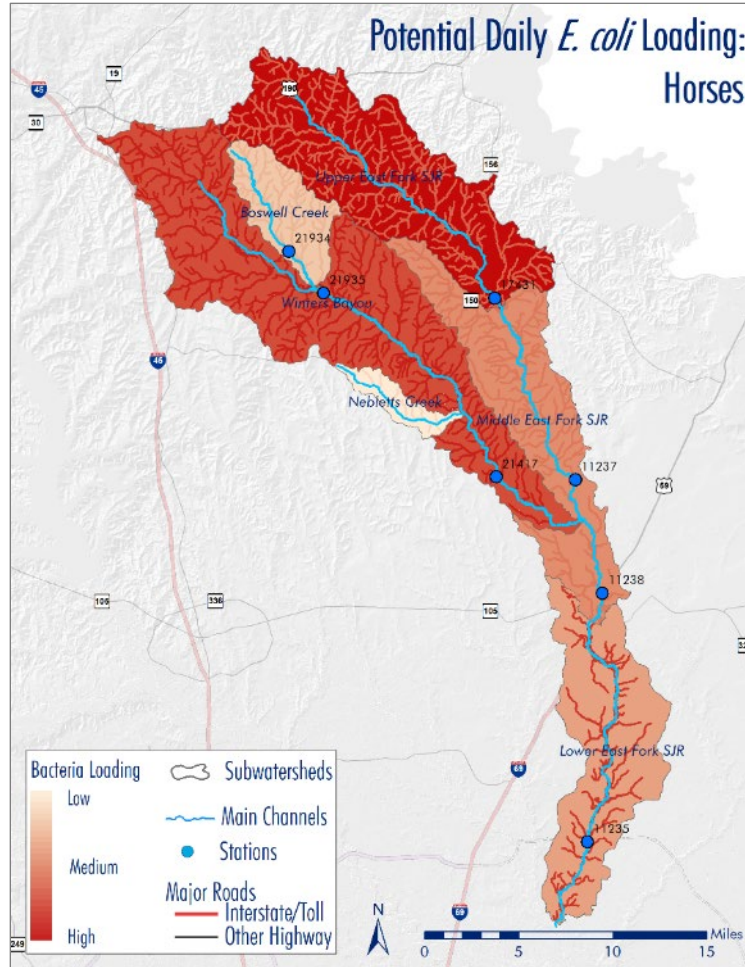 Potential Daily E. coli Loading:
Horses
45
19
30
190
156
Upper East Fork SJR
Boswell Creek
21934
21935
Winters Bayou
17431
150
45
Nebletts Creek
Middle East Fork SJR
21417
11237
59
11238
105
336
105
Lower East Fork SJR
69
11235
69
249
Bacteria Loading
Low
Medium
High
Subwatersheds
Main Channels
Stations
Major Roads
Interstate/Toll
Other Highway
N
Miles
0 5 10 15